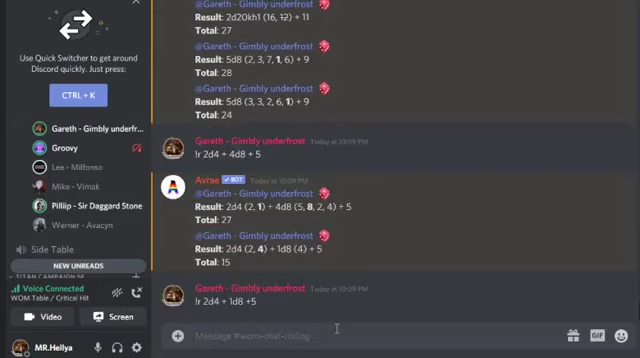 Use Quick Switcher to get around
Discord quickly. Just press:
CTRL + K
Gareth - Gimbly underfr...
Groovy
Lee - Milfonso
Mike - Vimak
Pilliip - Sir Daggard Stone
Werner - Avacyn
Side Table
NEW UNREADS
Voice Connected
WOM Table / Critical Hit
Video
Screen
MR.Hellya
@Gareth - Gimbly underfrost
Result: 2d20kh1 (16, 12) + 11
Total: 27
@Gareth - Gimbly underfrost
Result: 5d8 (2, 3, 7, 1, 6) + 9
Total: 28
@Gareth - Gimbly underfrost
Result: 5d8 (3, 3, 2, 6, 1) + 9
Total: 24
Gareth - Gimbly underfrost Today at 10:09 PM
!r 2d4 + 4d8 + 5
Avrae BOT Today at 10:09 PM
@Gareth - Gimbly underfrost
Result: 2d4 (2, 1) + 4d8 (5, 8, 2, 4) + 5
Total: 27
@Gareth - Gimbly underfrost
Result: 2d4 (2, 4) + 1d8 (4) + 5
Total: 15
Gareth - Gimbly underfrost Today at 10:09 PM
!r 2d4 + 1d8 +5
Message #wom-chat-rolling
GIF